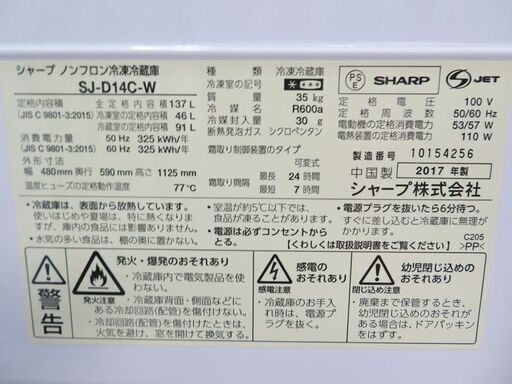 シャープ ノンフロン冷凍冷蔵庫
SJ-D14C-W
定格内容積 全定格内容積 137 L
(JIS C 9801-3:2015) 冷凍室の定格内容積 46 L
冷蔵室の定格内容積 91 L
消費電力量 50 Hz 325 kWh/年
(JIS C 9801-3:2015) 60 Hz 325 kWh/年
外形寸法
幅 480mm 奥行 590mm 高さ 1125 mm
温度ヒューズの定格動作温度 77℃
種類 冷凍冷蔵庫
冷凍室の記号
質量 35 kg
冷媒 R600a
冷媒封入量 30 g
断熱発泡ガス シクロペンタン
霜取り制御装置のタイプ
可変式
霜取り間隔 最長 24 時間
最短 7 時間
PS
E
SHARP
S JET
定格電圧 100 V
定格周波数 50/60 Hz
電動機の定格消費電力 53/57 W
電熱装置の定格消費電力 110 W
製造番号 10154256
中国製 2017 年製
シャープ株式会社
・冷蔵庫は、表面から放熱しています。
使いはじめや夏場は、特に熱く感じますが、庫内の食品には影響ありません。
・水気の多い食品は、棚の奥に置かない。
・室温が約5℃以下では、食品が凍ることがあります。
・電源は必ずコンセントからとる。
・電源プラグを抜いたら6分待つ。
すぐに差し込むと冷蔵庫に無理がかかります。
《くわしくは取扱説明書をご覧ください》
C205
>PP<
警告
発火・爆発のおそれあり
発火注意
・冷蔵庫内で電気製品を使わない。
・冷蔵庫背面・側面などにある冷却回路(配管)を傷つけない。
・冷却回路(配管)を傷つけたときは、火気を避け、窓を開けて換気する。
感電のおそれあり
感電注意
・冷蔵庫のお手入れ時は、電源プラグを抜く。
幼児閉じ込めのおそれあり
閉じ込め注意
・廃棄まで保管するとき、幼児閉じ込めのおそれがあるときは、ドアパッキンをはずす。